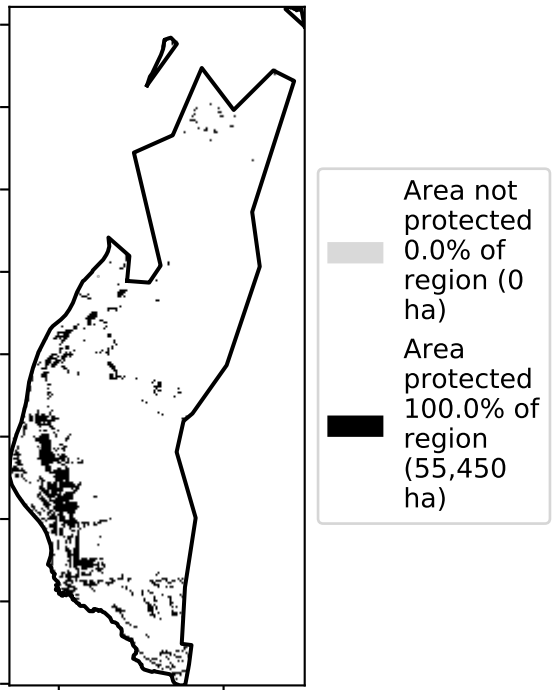 Area not
protected
0.0% of
region (0
ha)
Area
protected
100.0% of
region
(55,450
ha)